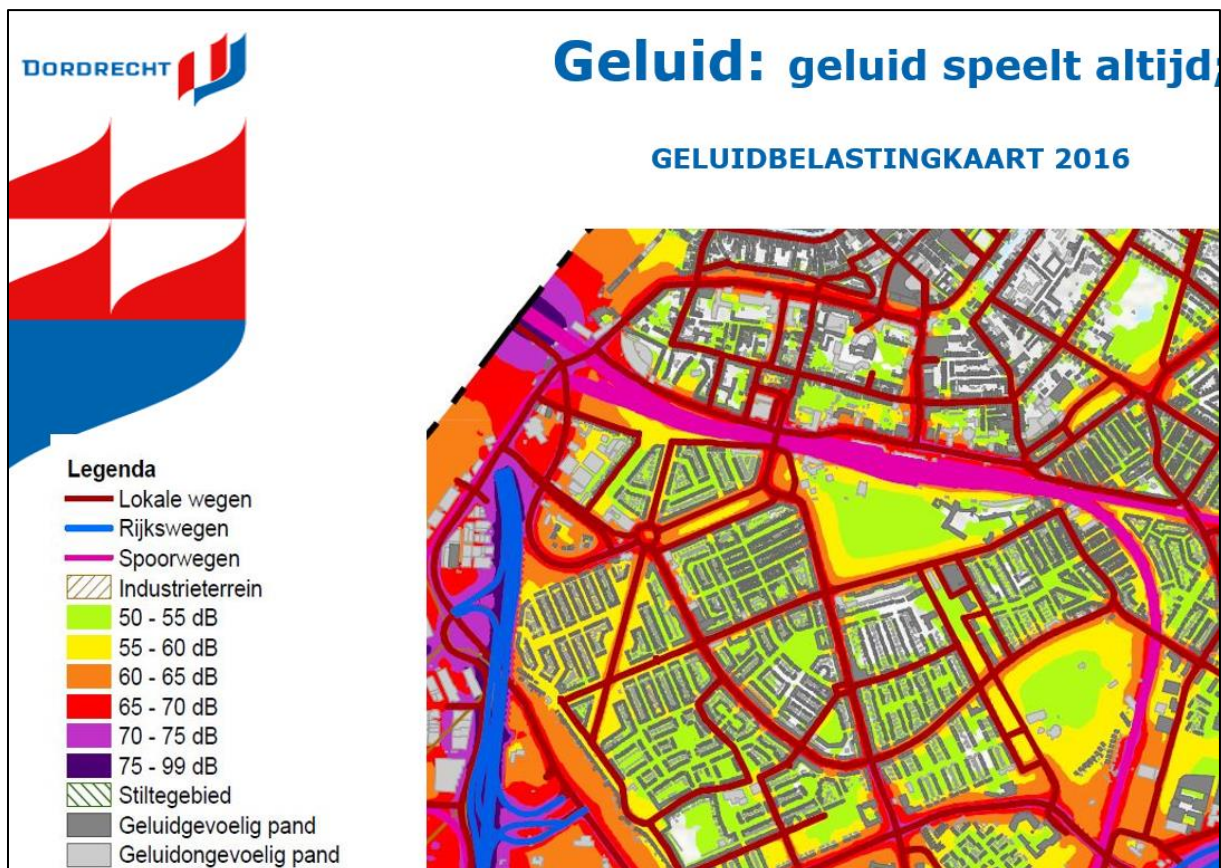 DORDRECHT
Geluid: geluid speelt altijd;
GELUIDBELASTINGKAART 2016
Legenda
Lokale wegen
Rijkswegen
Spoorwegen
Industrieterrein
50 - 55 dB
55 - 60 dB
60 - 65 dB
65 - 70 dB
70 - 75 dB
75 - 99 dB
Stiltegebied
Geluidgevoelig pand
Geluidongevoelig pand